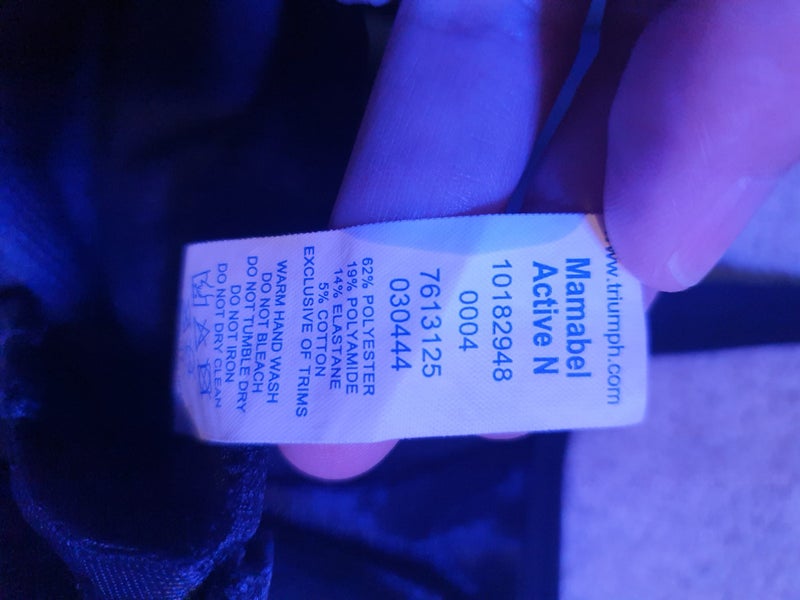 www.triumph.com
Mamabel
Active N
10182948
0004
7613125
030444
62% POLYESTER
19% POLYAMIDE
14% ELASTANE
5% COTTON
EXCLUSIVE OF TRIMS
WARM HAND WASH
DO NOT BLEACH
DO NOT TUMBLE DRY
DO NOT IRON
DO NOT DRY CLEAN